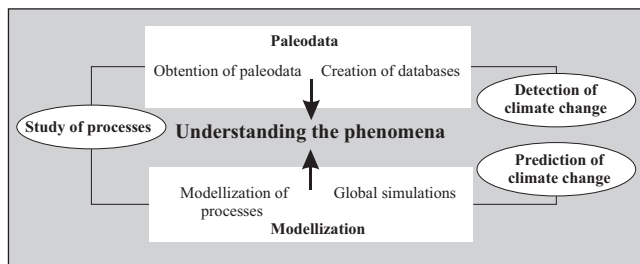 Paleodata
Obtention of paleodata Creation of databases
Detection of
climate change
Study of processes
Understanding the phenomena
Prediction of
climate change
Modellization of
processes
Global simulations
Modellization